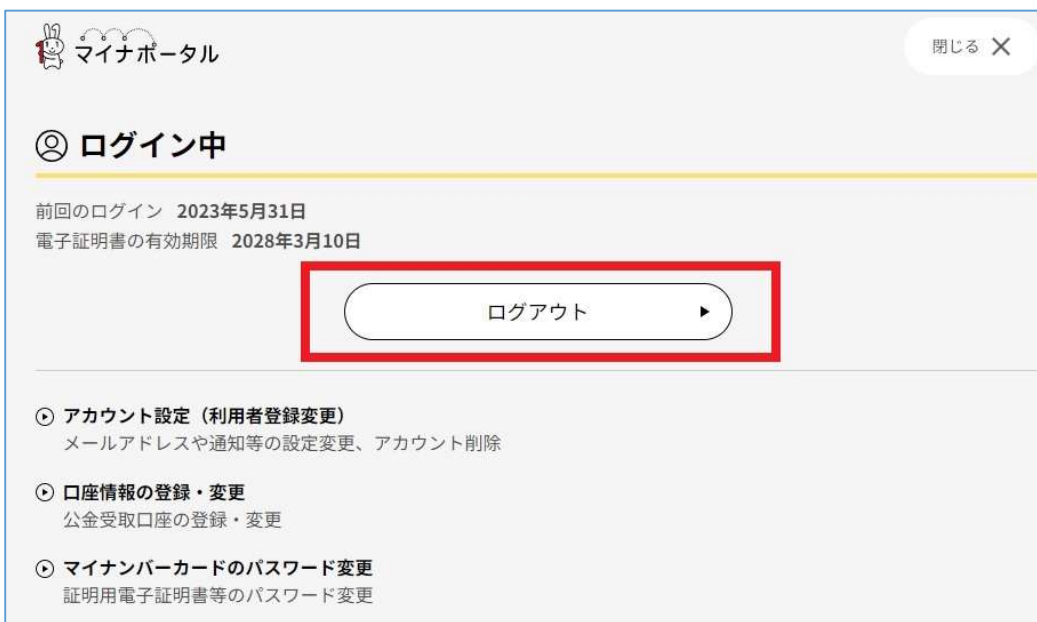 マイナポータル
閉じる
ログイン中
前回のログイン 2023年5月31日
電子証明書の有効期限 2028年3月10日
ログアウト
アカウント設定（利用者登録変更）
メールアドレスや通知等の設定変更、アカウント削除
口座情報の登録・変更
公金受取口座の登録・変更
マイナンバーカードのパスワード変更
証明用電子証明書等のパスワード変更